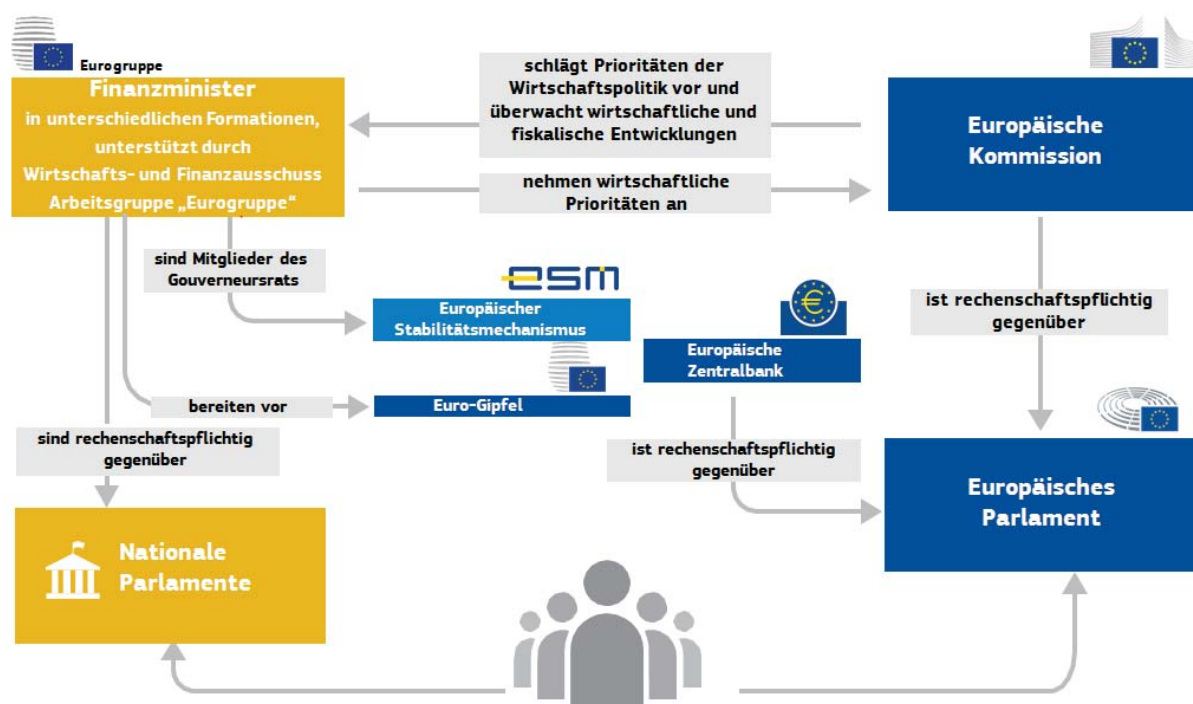 Eurogruppe
Finanzminister
in unterschiedlichen Formationen,
unterstützt durch
Wirtschafts- und Finanzausschuss
Arbeitsgruppe „Eurogruppe“
schlägt Prioritäten der
Wirtschaftspolitik vor und
überwacht wirtschaftliche und
fiskalische Entwicklungen
nehmen wirtschaftliche
Prioritäten an
Europäische
Kommission
sind Mitglieder des
Gouverneursrats
esm
Europäischer
Stabilitätsmechanismus
Europäische
Zentralbank
ist rechenschaftspflichtig
gegenüber
bereiten vor
Euro-Gipfel
sind rechenschaftspflichtig
gegenüber
ist rechenschaftspflichtig
gegenüber
Europäisches
Parlament
Nationale
Parlamente